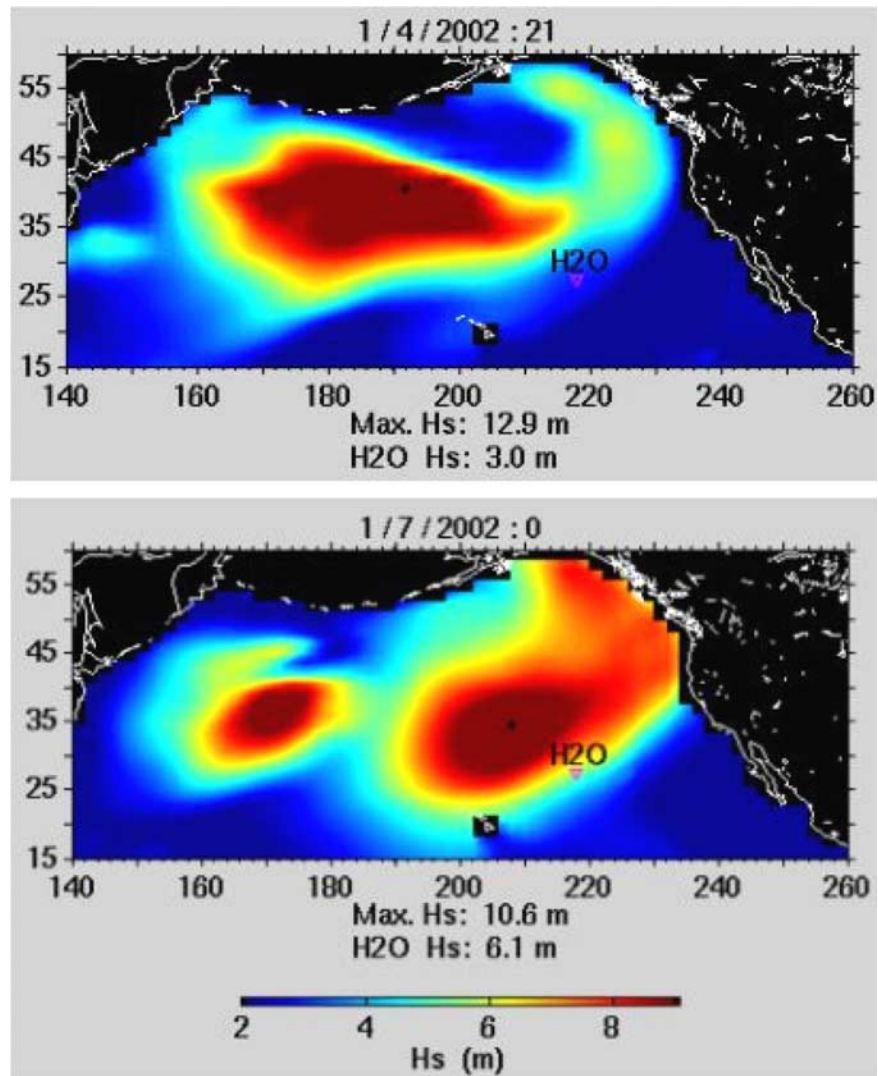 1 / 4 / 2002 : 21
55
45
35
25
15
H2O
140 160 180 200 220 240 260
Max. Hs: 12.9 m
H2O Hs: 3.0 m
1 / 7 / 2002 : 0
55
45
35
25
15
H2O
140 160 180 200 220 240 260
Max. Hs: 10.6 m
H2O Hs: 6.1 m
2 4 6 8
Hs (m)